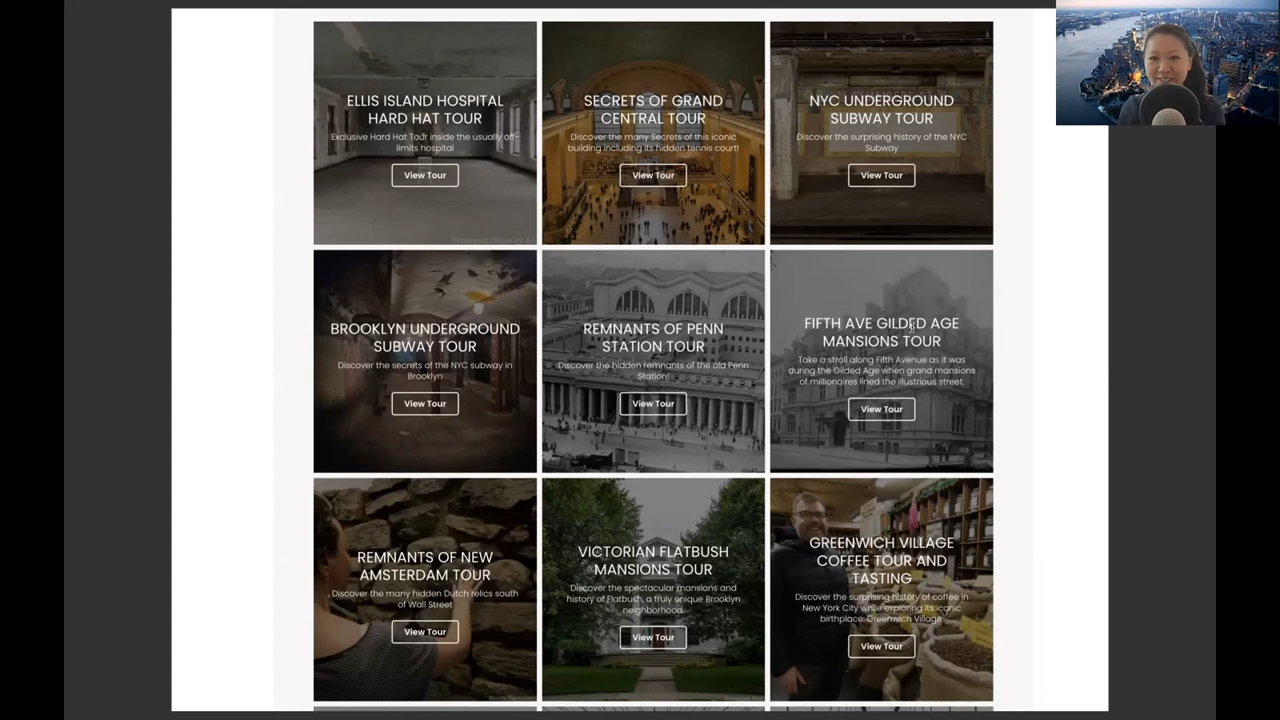 ELLIS ISLAND HOSPITAL
HARD HAT TOUR
Exclusive Hard Hat Tour inside the usually off-
limits hospital
View Tour
SECRETS OF GRAND
CENTRAL TOUR
Discover the many Secrets of this iconic
building including its hidden tennis court!
View Tour
NYC UNDERGROUND
SUBWAY TOUR
Discover the surprising history of the NYC
Subway
View Tour
BROOKLYN UNDERGROUND
SUBWAY TOUR
Discover the secrets of the NYC subway in
Brooklyn
View Tour
REMNANTS OF PENN
STATION TOUR
Discover the hidden remnants of the old Penn
Station!
View Tour
FIFTH AVE GILDED AGE
MANSIONS TOUR
Take a stroll along Fifth Avenue as it was
during the Gilded Age when grand mansions
of millionaires lined the illustrious street.
View Tour
REMNANTS OF NEW
AMSTERDAM TOUR
Discover the many hidden Dutch relics south
of Wall Street
View Tour
VICTORIAN FLATBUSH
MANSIONS TOUR
Discover the spectacular mansions and
history of Flatbush, a truly unique Brooklyn
neighborhood.
View Tour
GREENWICH VILLAGE
COFFEE TOUR AND
TASTING
Discover the surprising history of coffee in
New York City while exploring its iconic
birthplace: Greenwich Village
View Tour